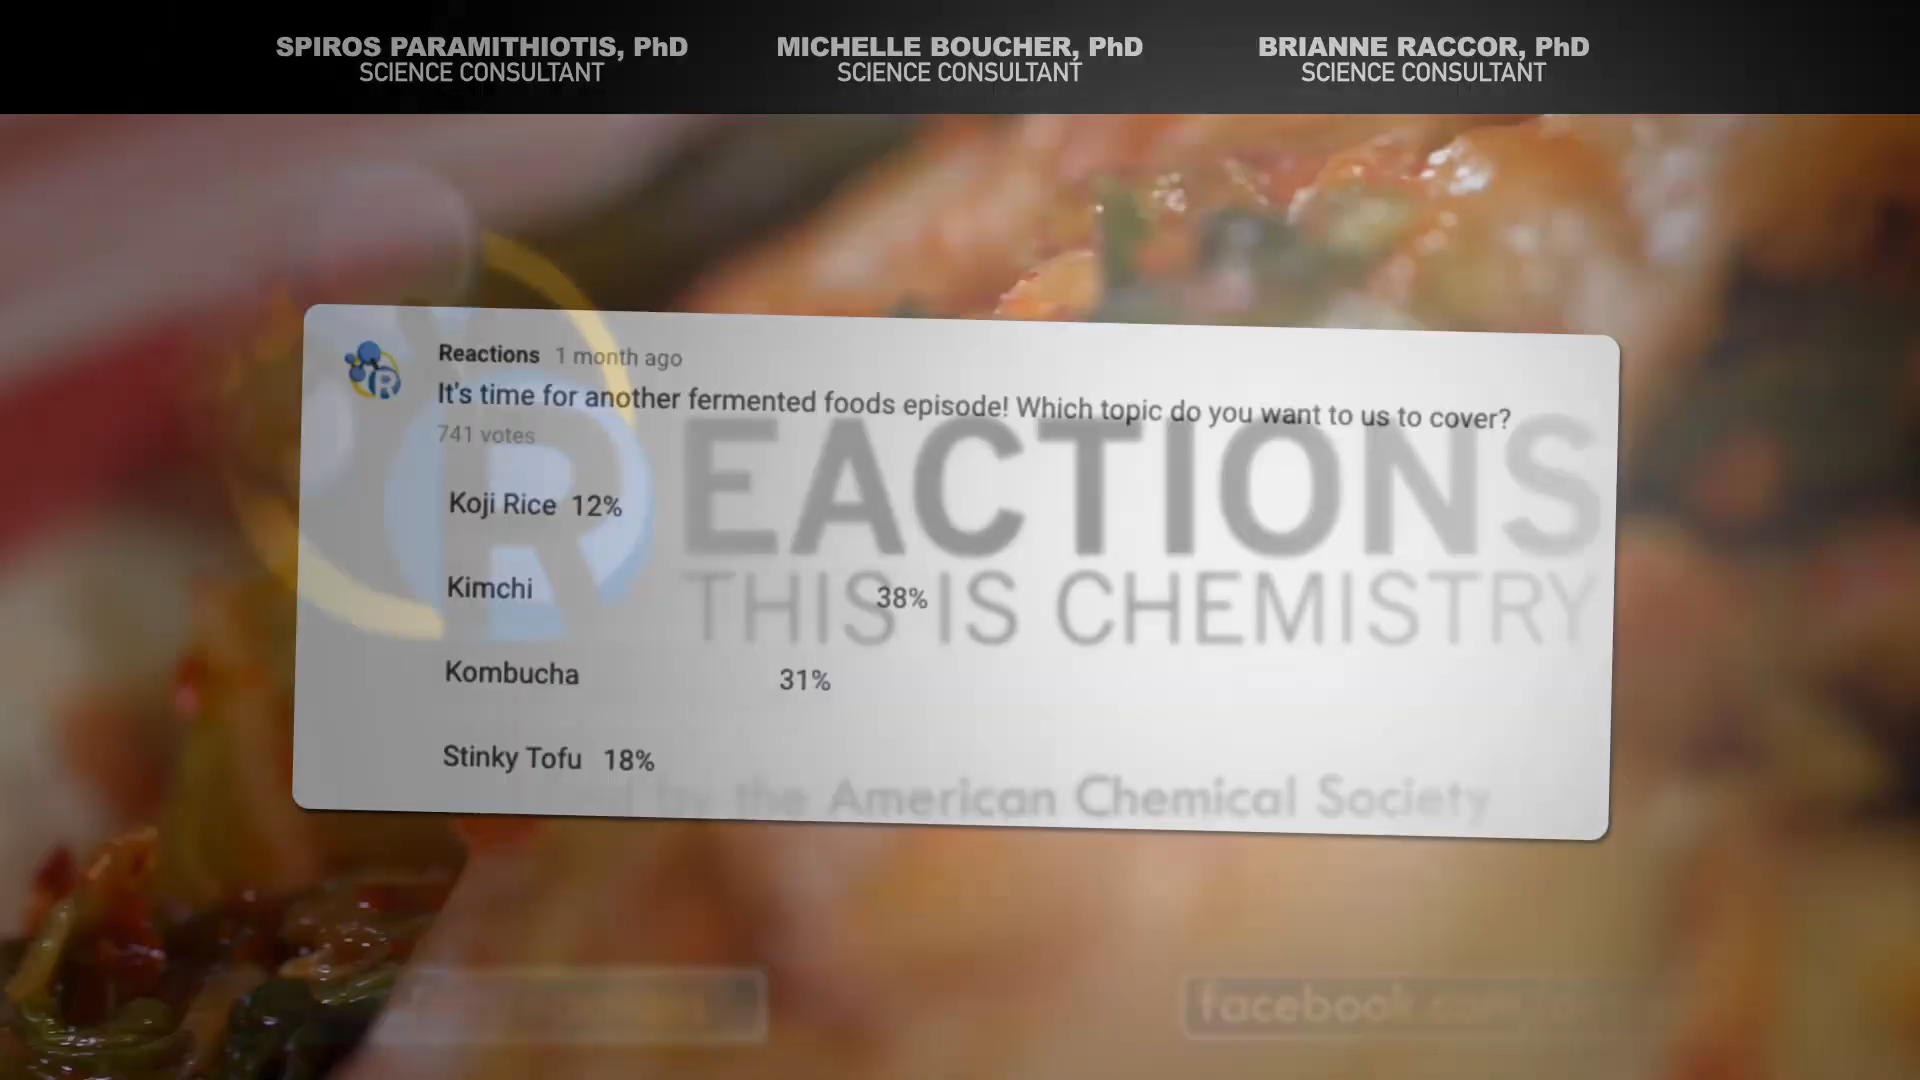 SPIROS PARAMITHIOTIS, PhD
SCIENCE CONSULTANT
MICHELLE BOUCHER, PhD
SCIENCE CONSULTANT
BRIANNE RACCOR, PhD
SCIENCE CONSULTANT
Reactions 1 month ago
It's time for another fermented foods episode! Which topic do you want to us to cover?
741 votes
Koji Rice 12%
Kimchi 38%
Kombucha 31%
Stinky Tofu 18%
REACTIONS
THIS IS CHEMISTRY
by the American Chemical Society
facebook.com